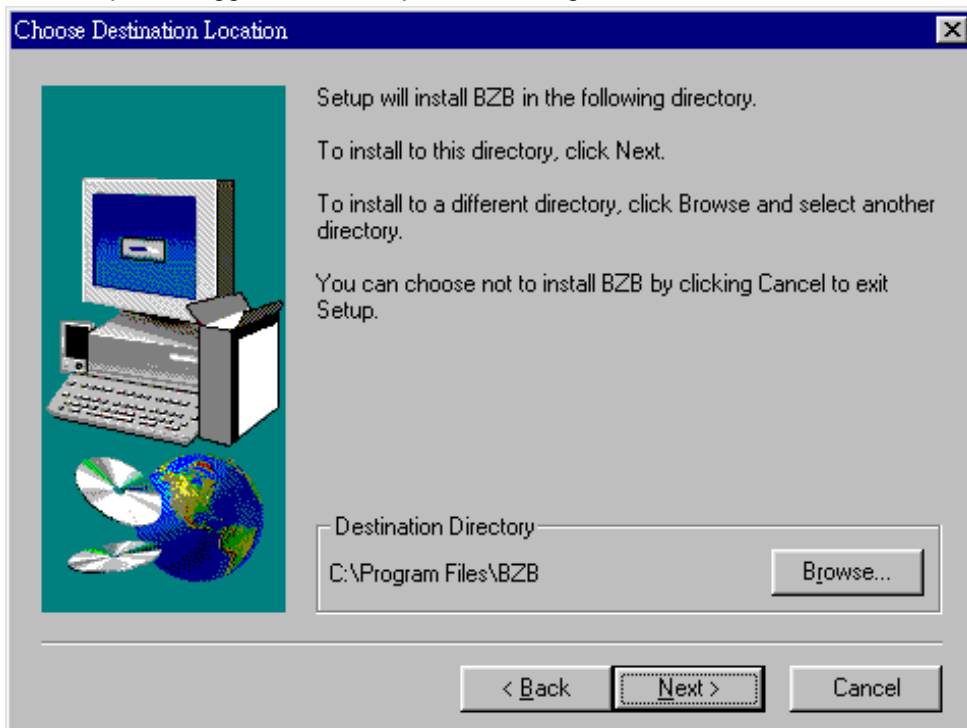 Choose Destination Location
Setup will install BZB in the following directory.
To install to this directory, click Next.
To install to a different directory, click Browse and select another
directory.
You can choose not to install BZB by clicking Cancel to exit
Setup.
Destination Directory
C:\Program Files\BZB
Browse...
< Back
Next >
Cancel